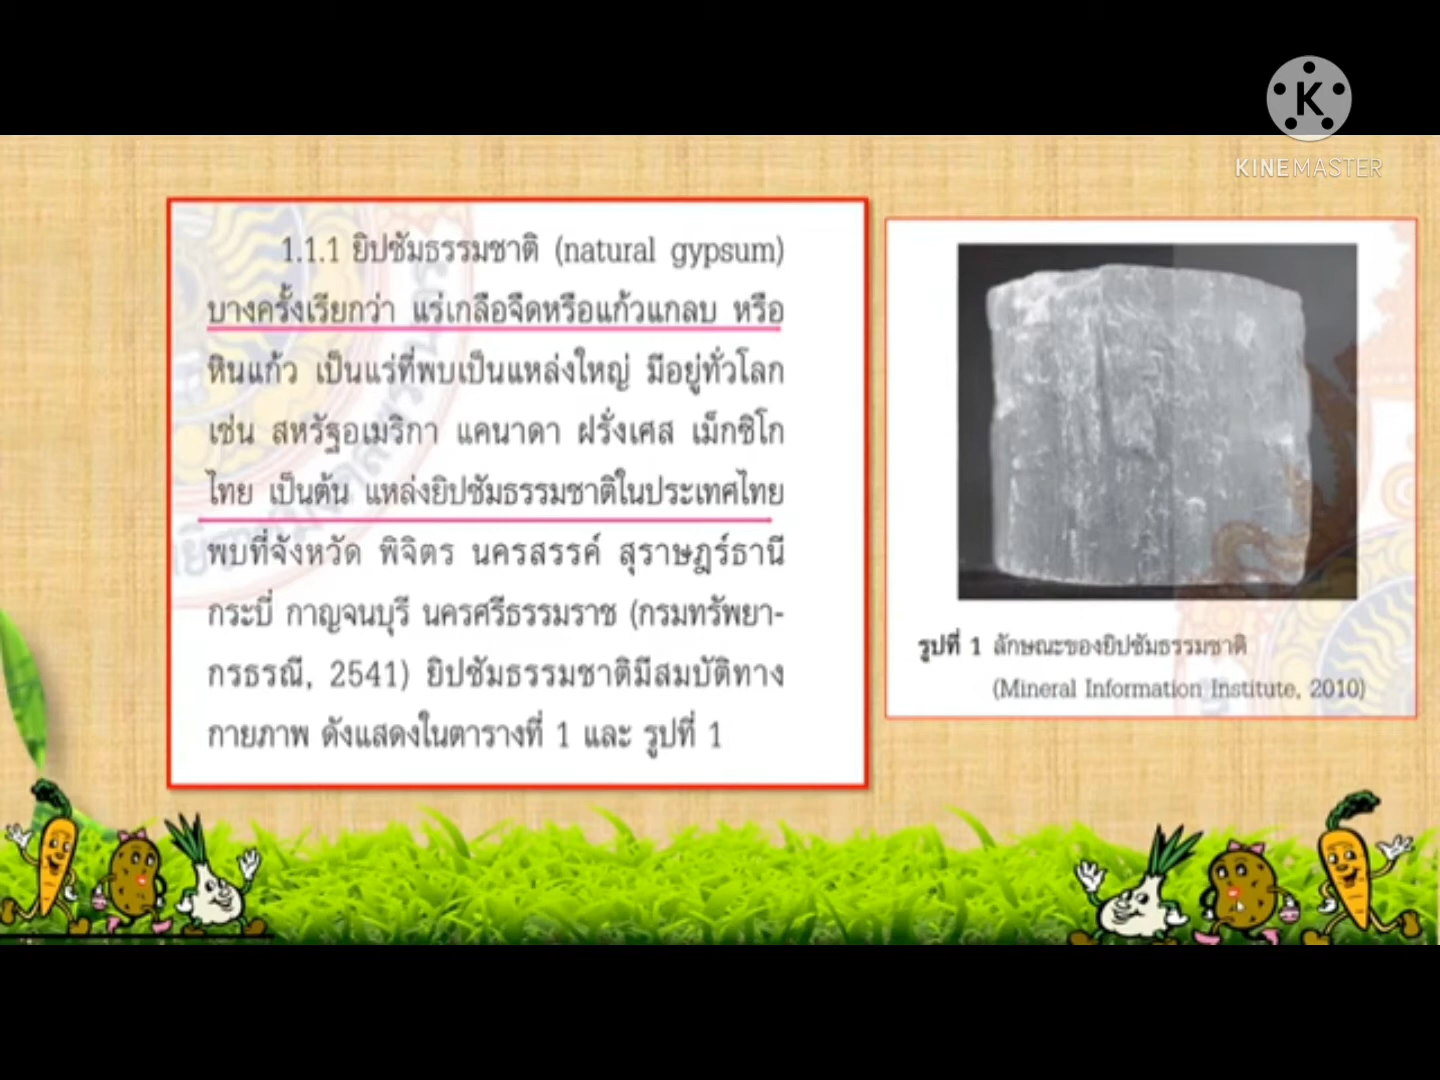 KINEMASTER
1.1.1 ยิปซัมธรรมชาติ (natural gypsum)
บางครั้งเรียกว่า แร่เกลือจืดหรือแก้วแกลบ หรือ
หินแก้ว เป็นแร่ที่พบเป็นแหล่งใหญ่ มีอยู่ทั่วโลก
เช่น สหรัฐอเมริกา แคนาดา ฝรั่งเศส เม็กซิโก
ไทย เป็นต้น แหล่งยิปซัมธรรมชาติในประเทศไทย
พบที่จังหวัด พิจิตร นครสรรค์ สุราษฎร์ธานี
กระบี่ กาญจนบุรี นครศรีธรรมราช (กรมทรัพยา-
กรธรณี, 2541) ยิปซัมธรรมชาติมีสมบัติทาง
กายภาพ ดังแสดงในตารางที่ 1 และ รูปที่ 1
รูปที่ 1 ลักษณะของยิปซัมธรรมชาติ
(Mineral Information Institute, 2010)